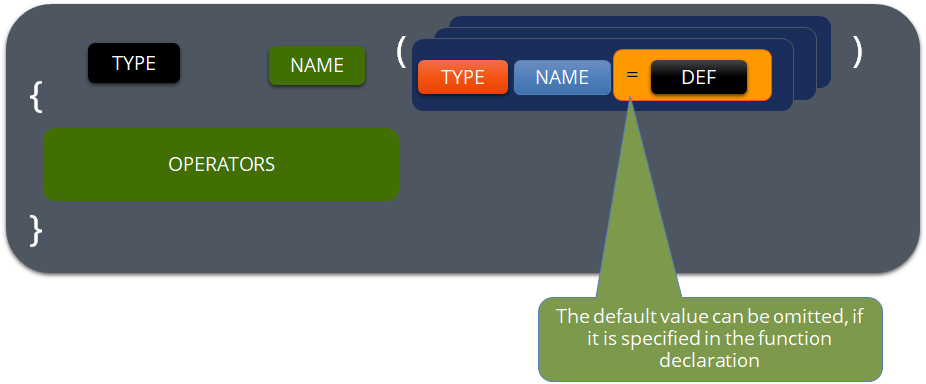 TYPE NAME ( TYPE NAME = DEF )
{
OPERATORS
}
The default value can be omitted, if
it is specified in the function
declaration